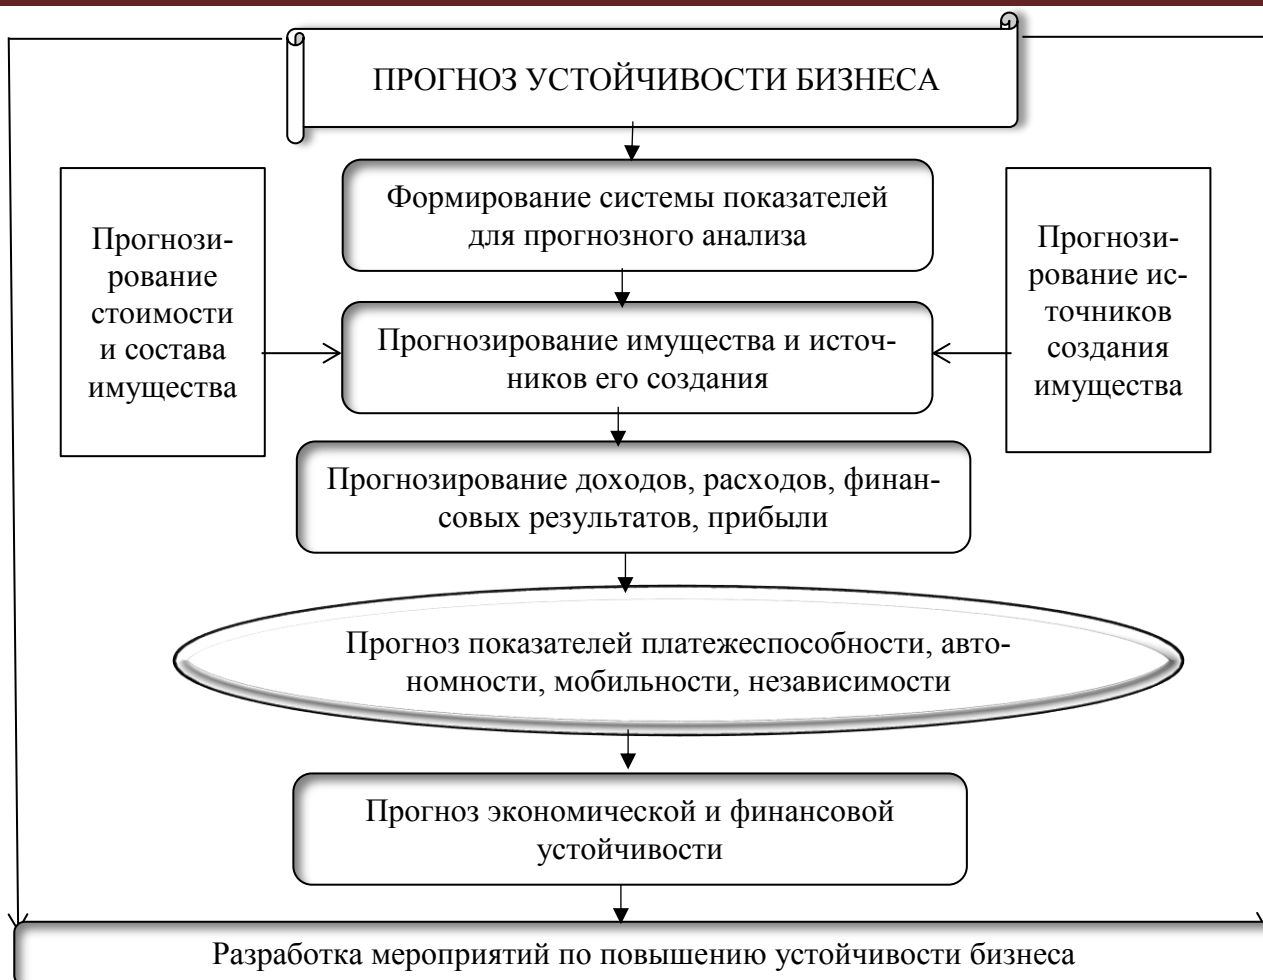 ПРОГНОЗ УСТОЙЧИВОСТИ БИЗНЕСА
Формирование системы показателей
для прогнозного анализа
Прогнози-
рование
стоимости
и состава
имущества
Прогнозирование имущества и источ-
ников его создания
Прогнози-
рование ис-
точников
создания
имущества
Прогнозирование доходов, расходов, финан-
совых результатов, прибыли
Прогноз показателей платежеспособности, авто-
номности, мобильности, независимости
Прогноз экономической и финансовой
устойчивости
Разработка мероприятий по повышению устойчивости бизнеса